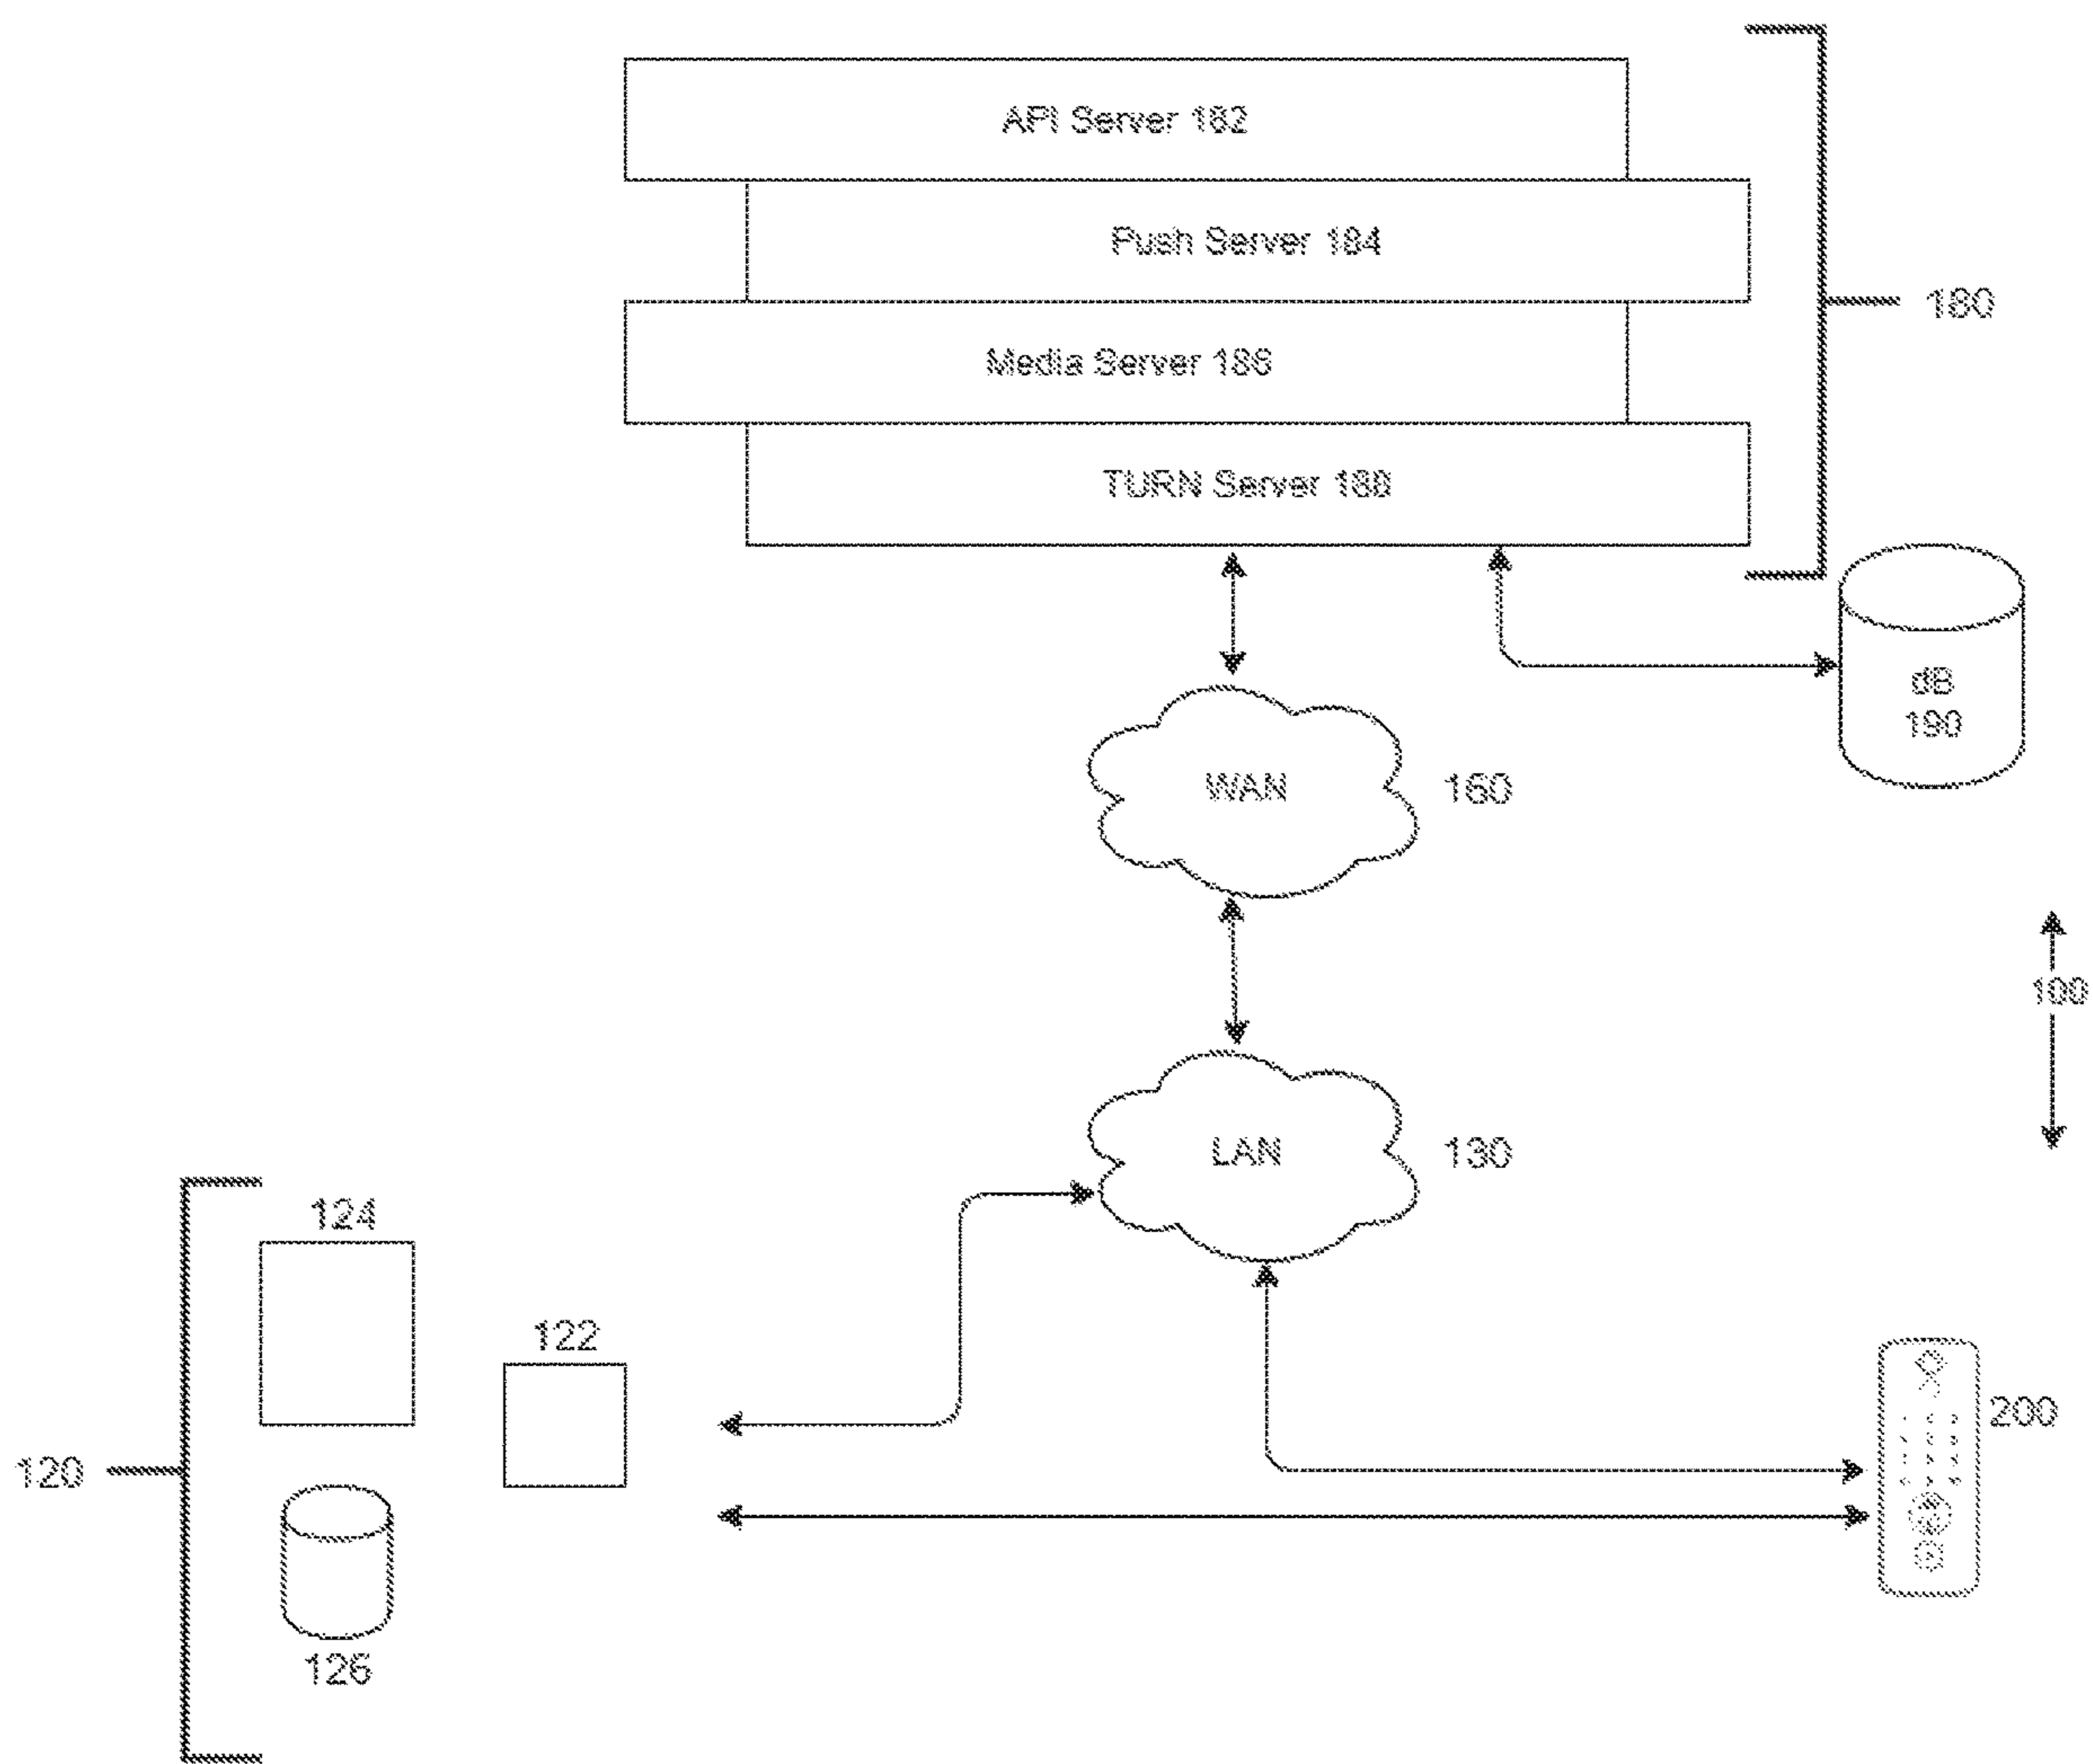 API Server 182
Push Server 184
180
Media Server 186
TURN Server 188
dB
190
WAN
160
100
LAN
130
124
122
200
120
126